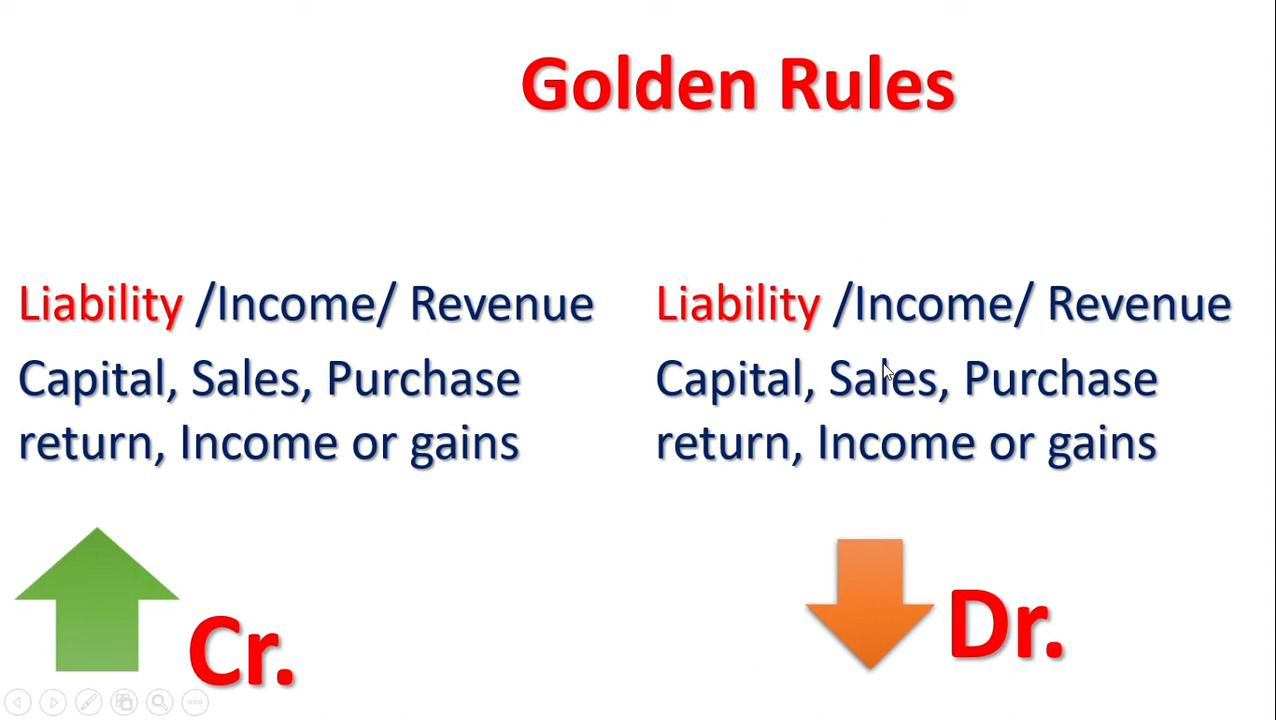 Golden Rules
Liability /Income/ Revenue
Capital, Sales, Purchase
return, Income or gains
Cr.
Liability /Income/ Revenue
Capital, Sales, Purchase
return, Income or gains
Dr.